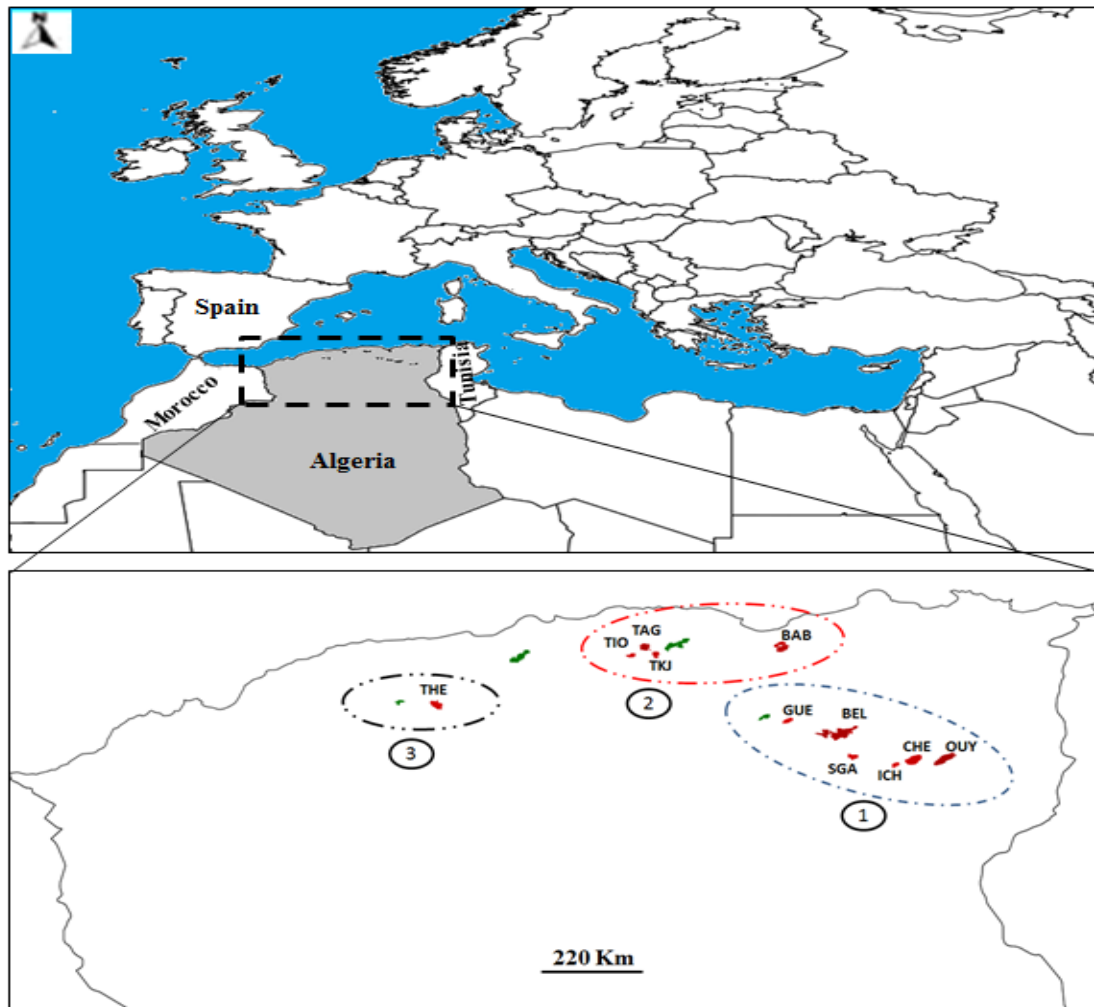 N
Spain
Morocco
Tunisia
Algeria
TAG
TIO
TKJ
BAB
2
THE
3
GUE
BEL
SGA
ICH
CHE
OUY
1
220 Km